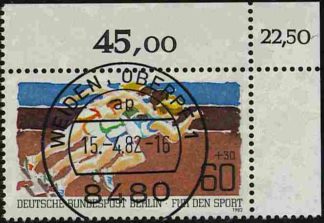 45,00
22,50
WEIDEN · OBERPF 1
ap
15.-4.82-16
8480
+30
60
DEUTSCHE BUNDESPOST BERLIN · FÜR DEN SPORT
1982